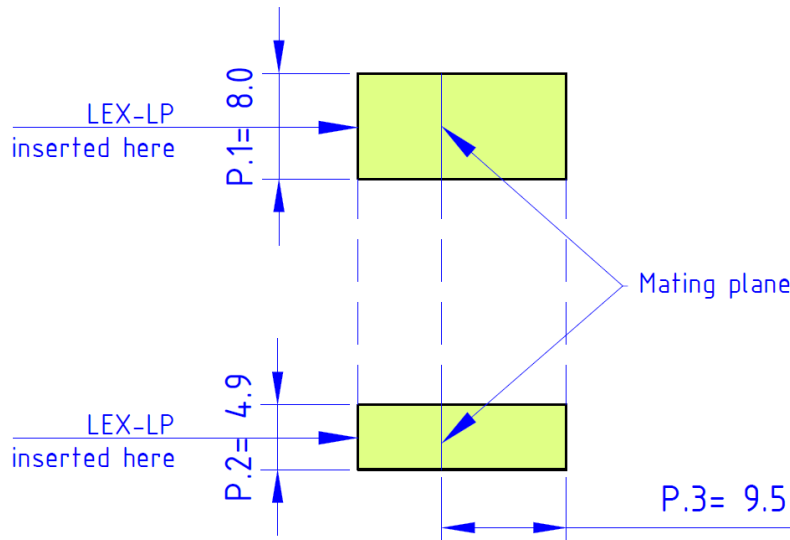 LEX-LP
inserted here
P.1= 8.0
Mating plane
LEX-LP
inserted here
P.2= 4.9
P.3= 9.5